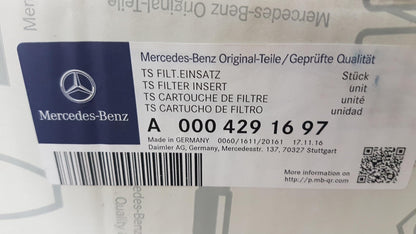 Mercedes-Benz Original-Teile
Mercedes-Benz
Mercedes-Benz Original-Teile/Geprüfte Qualität
TS FILT.EINSATZ Stück
TS FILTER INSERT unit
TS CARTOUCHE DE FILTRE unité
TS CARTUCHO DE FILTRO unidad
A 000 429 16 97
Made in GERMANY 0060/1611/20161 17.11.16
Daimler AG, Germany, Mercedesstr. 137, 70327 Stuttgart
More information on
http://p.mb-qr.com/